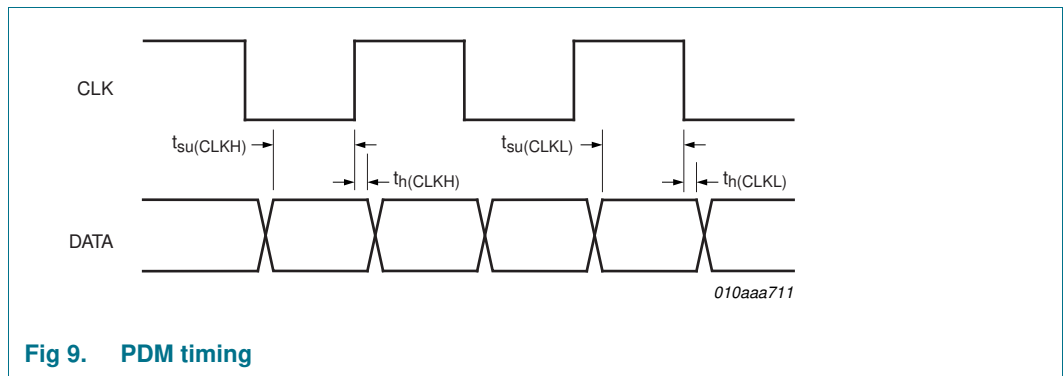 CLK
tsu(CLKH)
tsu(CLKL)
th(CLKH)
th(CLKL)
DATA
010aaa711
Fig 9. PDM timing